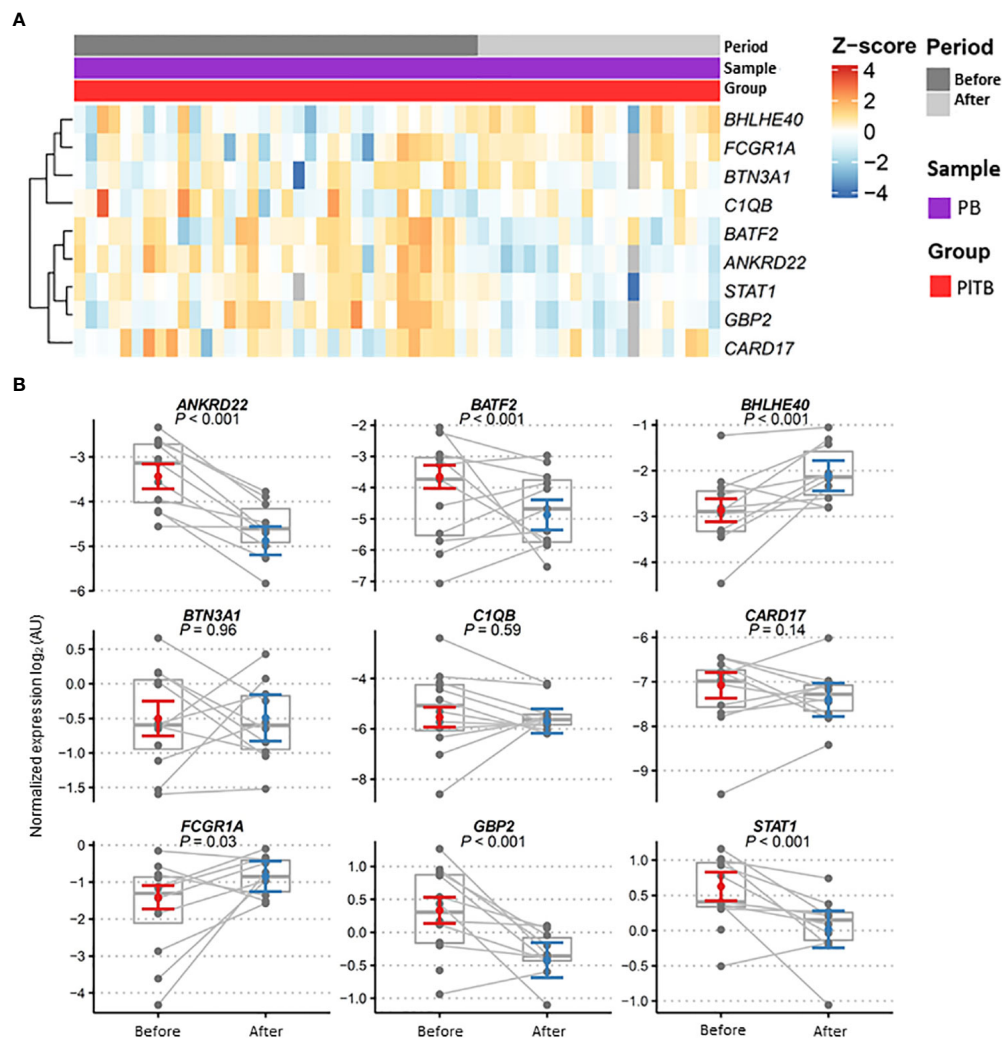 A
Period
Sample
Group
BHLHE40
FCGR1A
BTN3A1
C1QB
BATF2
ANKRD22
STAT1
GBP2
CARD17
Z-score
4
2
0
−2
−4
Period
Before
After
Sample
PB
Group
PlTB
B
Normalized expression log2 (AU)
ANKRD22
P < 0.001
−3
−4
−5
−6
BATF2
P < 0.001
−2
−3
−4
−5
−6
−7
BHLHE40
P < 0.001
−1
−2
−3
−4
BTN3A1
P = 0.96
0.5
0.0
−0.5
−1.0
−1.5
C1QB
P = 0.59
−4
−6
−8
CARD17
P = 0.14
−6
−7
−8
−9
FCGR1A
P = 0.03
0
−1
−2
−3
−4
Before
After
GBP2
P < 0.001
1.0
0.5
0.0
−0.5
−1.0
Before
After
STAT1
P < 0.001
1.0
0.5
0.0
−0.5
−1.0
Before
After